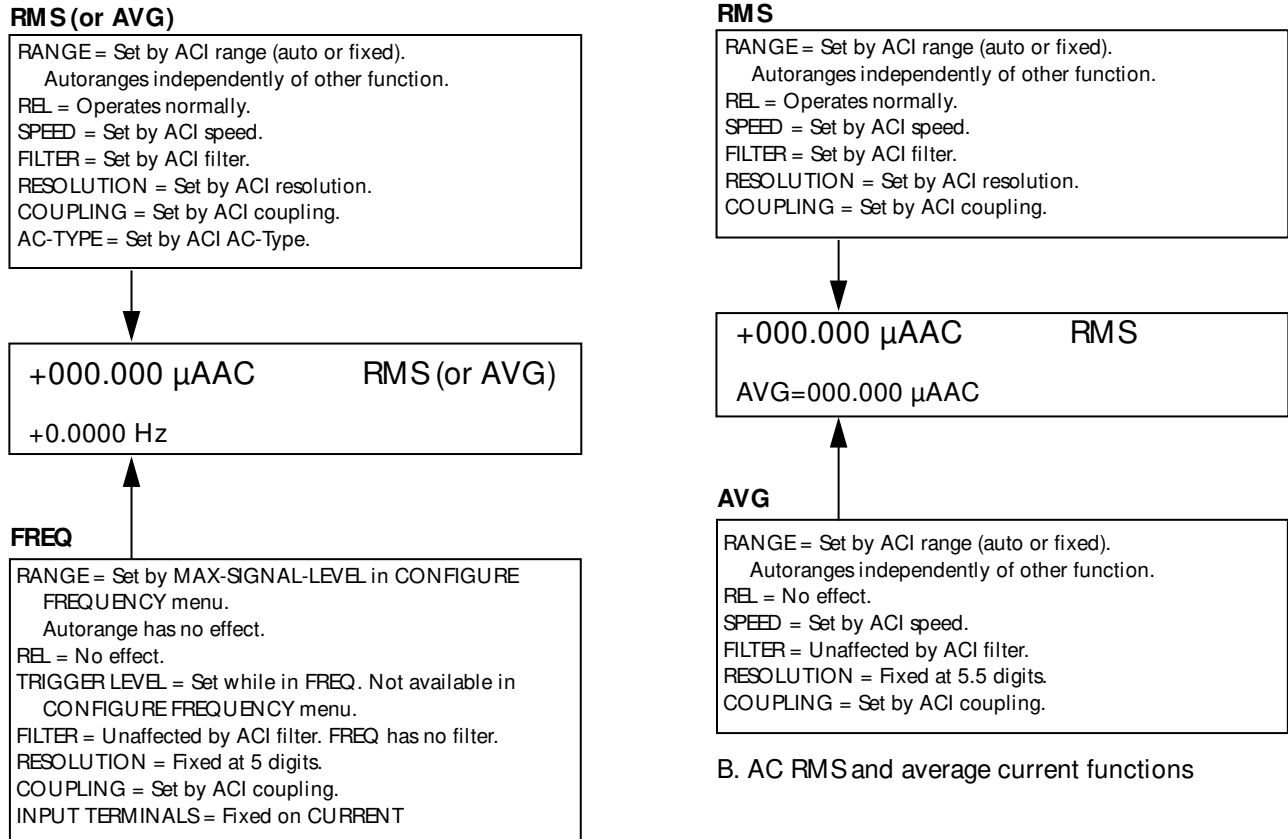 RMS (or AVG)
RANGE = Set by ACI range (auto or fixed).
Autoranges independently of other function.
REL = Operates normally.
SPEED = Set by ACI speed.
FILTER = Set by ACI filter.
RESOLUTION = Set by ACI resolution.
COUPLING = Set by ACI coupling.
AC-TYPE = Set by ACI AC-Type.
+000.000 µAAC RMS (or AVG)
+0.0000 Hz
FREQ
RANGE = Set by MAX-SIGNAL-LEVEL in CONFIGURE
FREQUENCY menu.
Autorange has no effect.
REL = No effect.
TRIGGER LEVEL = Set while in FREQ. Not available in
CONFIGURE FREQUENCY menu.
FILTER = Unaffected by ACI filter. FREQ has no filter.
RESOLUTION = Fixed at 5 digits.
COUPLING = Set by ACI coupling.
INPUT TERMINALS = Fixed on CURRENT
RMS
RANGE = Set by ACI range (auto or fixed).
Autoranges independently of other function.
REL = Operates normally.
SPEED = Set by ACI speed.
FILTER = Set by ACI filter.
RESOLUTION = Set by ACI resolution.
COUPLING = Set by ACI coupling.
+000.000 µAAC RMS
AVG=000.000 µAAC
AVG
RANGE = Set by ACI range (auto or fixed).
Autoranges independently of other function.
REL = No effect.
SPEED = Set by ACI speed.
FILTER = Unaffected by ACI filter.
RESOLUTION = Fixed at 5.5 digits.
COUPLING = Set by ACI coupling.
B. AC RMS and average current functions